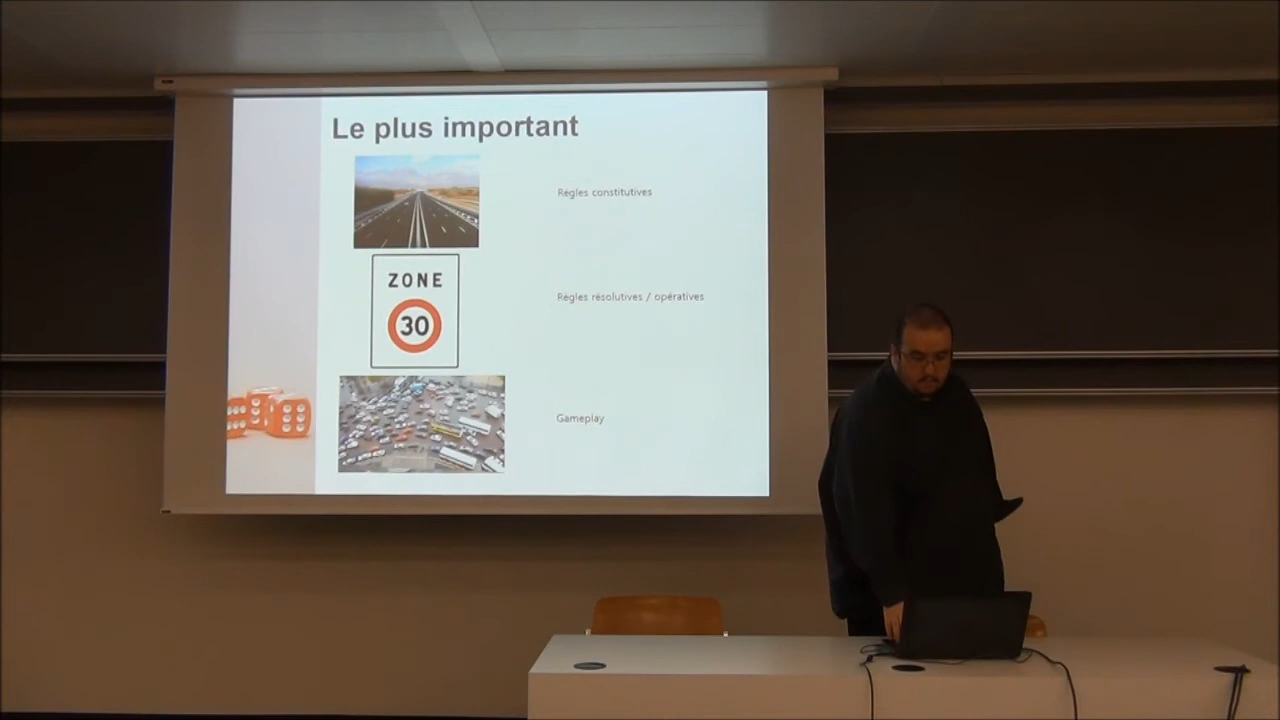 Le plus important
Règles constitutives
ZONE
30
Règles résolutives / opératives
Gameplay